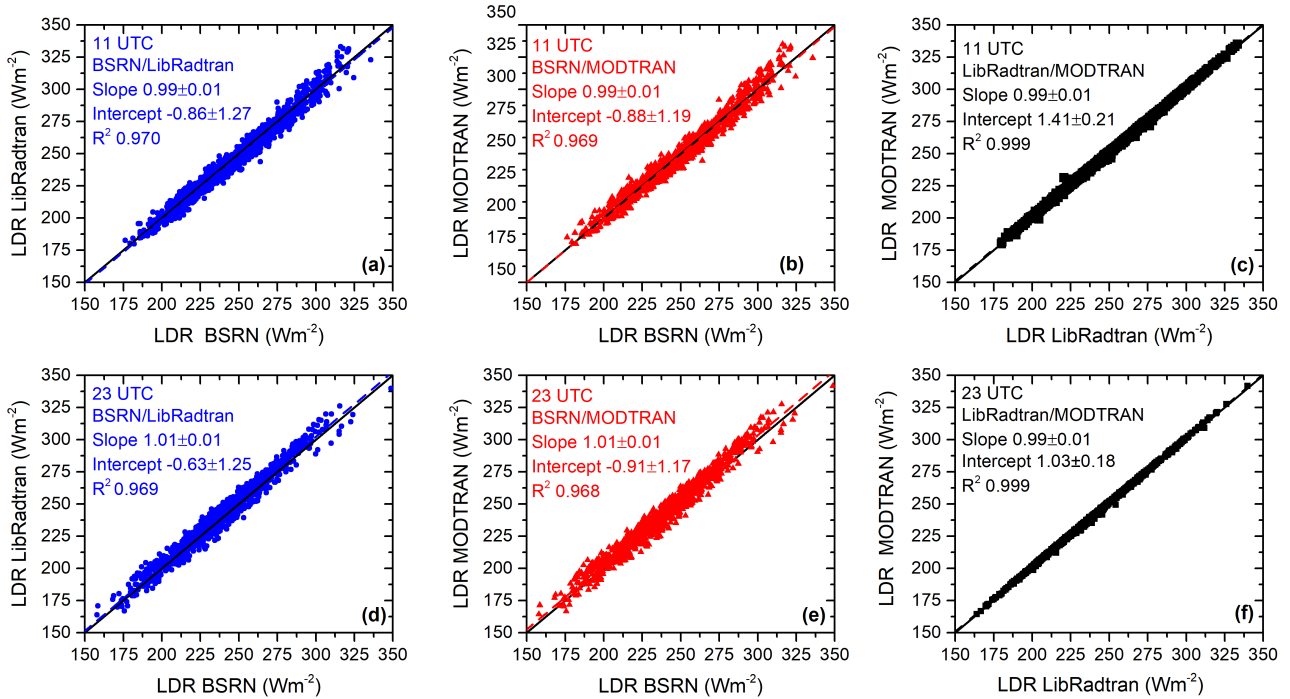 350
325
300
275
250
225
200
175
150
LDR LibRadtran (Wm-2)
11 UTC
BSRN/LibRadtran
Slope 0.99±0.01
Intercept -0.86±1.27
R2 0.970
(a)
150 175 200 225 250 275 300 325 350
LDR BSRN (Wm-2)
350
325
300
275
250
225
200
175
150
LDR MODTRAN (Wm-2)
11 UTC
BSRN/MODTRAN
Slope 0.99±0.01
Intercept -0.88±1.19
R2 0.969
(b)
150 175 200 225 250 275 300 325 350
LDR BSRN (Wm-2)
350
325
300
275
250
225
200
175
150
LDR MODTRAN (Wm-2)
11 UTC
LibRadtran/MODTRAN
Slope 0.99±0.01
Intercept 1.41±0.21
R2 0.999
(c)
150 175 200 225 250 275 300 325 350
LDR LibRadtran (Wm-2)
350
325
300
275
250
225
200
175
150
LDR LibRadtran (Wm-2)
23 UTC
BSRN/LibRadtran
Slope 1.01±0.01
Intercept -0.63±1.25
R2 0.969
(d)
150 175 200 225 250 275 300 325 350
LDR BSRN (Wm-2)
350
325
300
275
250
225
200
175
150
LDR MODTRAN (Wm-2)
23 UTC
BSRN/MODTRAN
Slope 1.01±0.01
Intercept -0.91±1.17
R2 0.968
(e)
150 175 200 225 250 275 300 325 350
LDR BSRN (Wm-2)
350
325
300
275
250
225
200
175
150
LDR MODTRAN (Wm-2)
23 UTC
LibRadtran/MODTRAN
Slope 0.99±0.01
Intercept 1.03±0.18
R2 0.999
(f)
150 175 200 225 250 275 300 325 350
LDR LibRadtran (Wm-2)